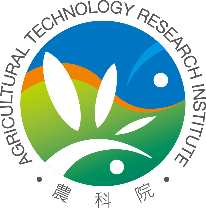 AGRICULTURAL TECHNOLOGY RESEARCH INSTITUTE
• 農科院 •